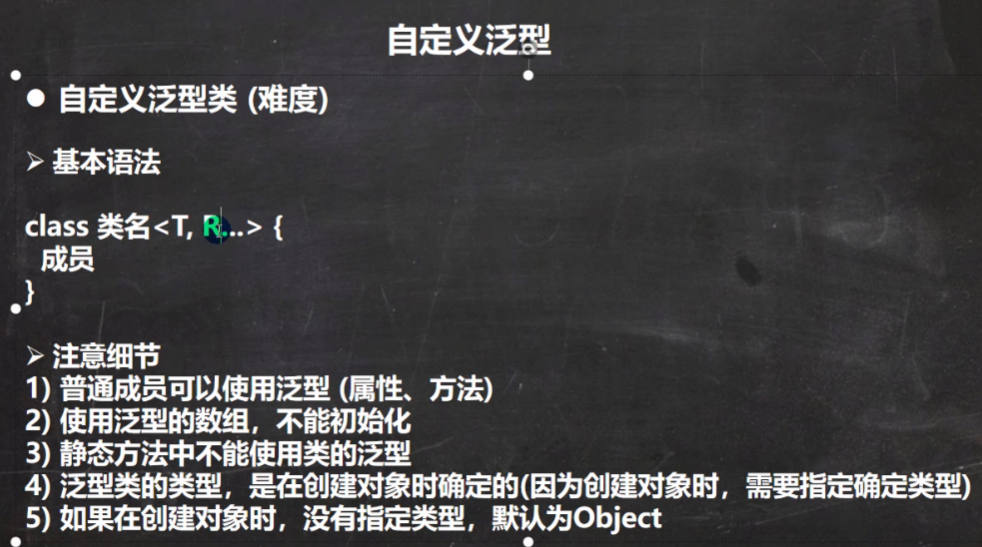 自定义泛型
● 自定义泛型类 (难度)
➢ 基本语法
class 类名<T, R...> {
成员
}
➢ 注意细节
1) 普通成员可以使用泛型 (属性、方法)
2) 使用泛型的数组，不能初始化
3) 静态方法中不能使用类的泛型
4) 泛型类的类型，是在创建对象时确定的(因为创建对象时，需要指定确定类型)
5) 如果在创建对象时，没有指定类型，默认为Object